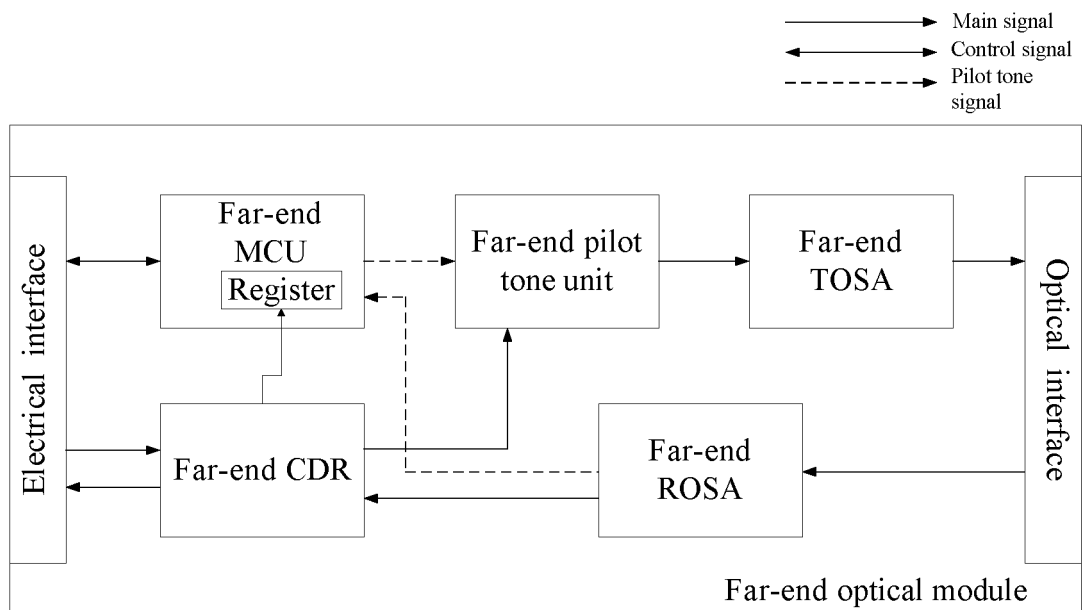 Main signal
Control signal
Pilot tone
signal
Electrical interface
Far-end
MCU
Register
Far-end pilot
tone unit
Far-end
TOSA
Optical interface
Far-end CDR
Far-end
ROSA
Far-end optical module